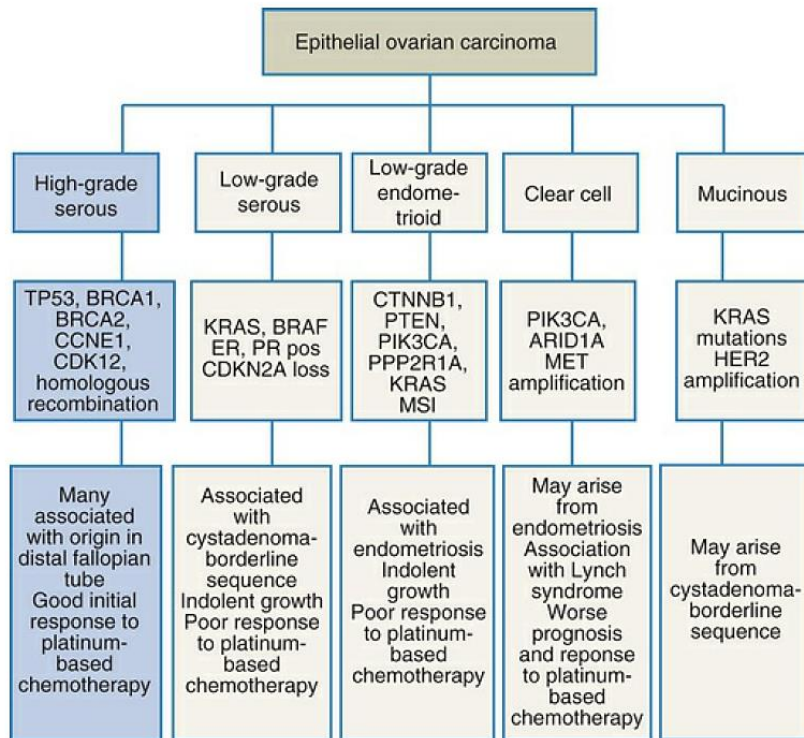 Epithelial ovarian carcinoma
High-grade
serous
Low-grade
serous
Low-grade
endome-
trioid
Clear cell
Mucinous
TP53, BRCA1,
BRCA2,
CCNE1,
CDK12,
homologous
recombination
KRAS, BRAF
ER, PR pos
CDKN2A loss
CTNNB1,
PTEN,
PIK3CA,
PPP2R1A,
KRAS
MSI
PIK3CA,
ARID1A
MET
amplification
KRAS
mutations
HER2
amplification
Many
associated
with origin in
distal fallopian
tube
Good initial
response to
platinum-
based
chemotherapy
Associated
with
cystadenoma-
borderline
sequence
Indolent growth
Poor response
to platinum-
based
chemotherapy
Associated
with
endometriosis
Indolent
growth
Poor response
to platinum-
based
chemotherapy
May arise
from
endometriosis
Association
with Lynch
syndrome
Worse
prognosis
and reponse
to platinum-
based
chemotherapy
May arise
from
cystadenoma-
borderline
sequence